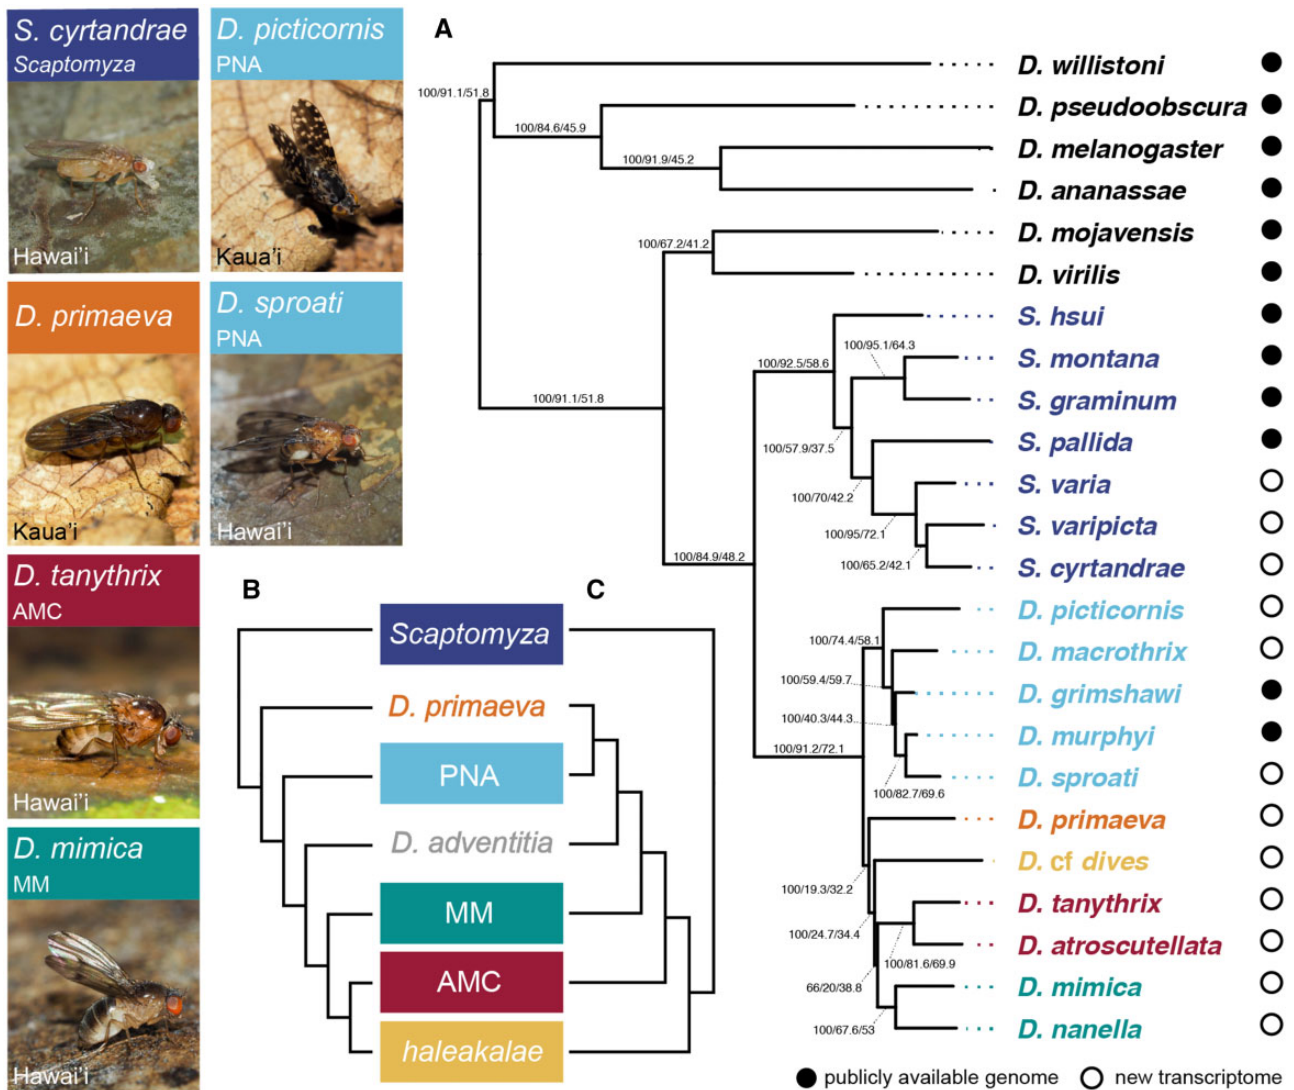 S. cyrtandrae
Scaptomyza
Hawai'i
D. picticornis
PNA
Kaua'i
D. primaeva
Kaua'i
D. sproati
PNA
Hawai'i
D. tanythrix
AMC
Hawai'i
D. mimica
MM
Hawai'i
A
100/91.1/51.8
100/84.6/45.9
100/91.9/45.2
100/67.2/41.2
100/91.1/51.8
100/92.5/58.6
100/95.1/64.3
100/57.9/37.5
100/70/42.2
100/95/72.1
100/65.2/42.1
100/84.9/48.2
100/74.4/58.1
100/59.4/59.7
100/40.3/44.3
100/91.2/72.1
100/82.7/69.6
100/19.3/32.2
100/24.7/34.4
100/81.6/69.9
66/20/38.8
100/67.6/53
D. willistoni
D. pseudoobscura
D. melanogaster
D. ananassae
D. mojavensis
D. virilis
S. hsui
S. montana
S. graminum
S. pallida
S. varia
S. varipicta
S. cyrtandrae
D. picticornis
D. macrothrix
D. grimshawi
D. murphyi
D. sproati
D. primaeva
D. cf dives
D. tanythrix
D. atroscutellata
D. mimica
D. nanella
B
C
Scaptomyza
D. primaeva
PNA
D. adventitia
MM
AMC
haleakalae
publicly available genome
new transcriptome